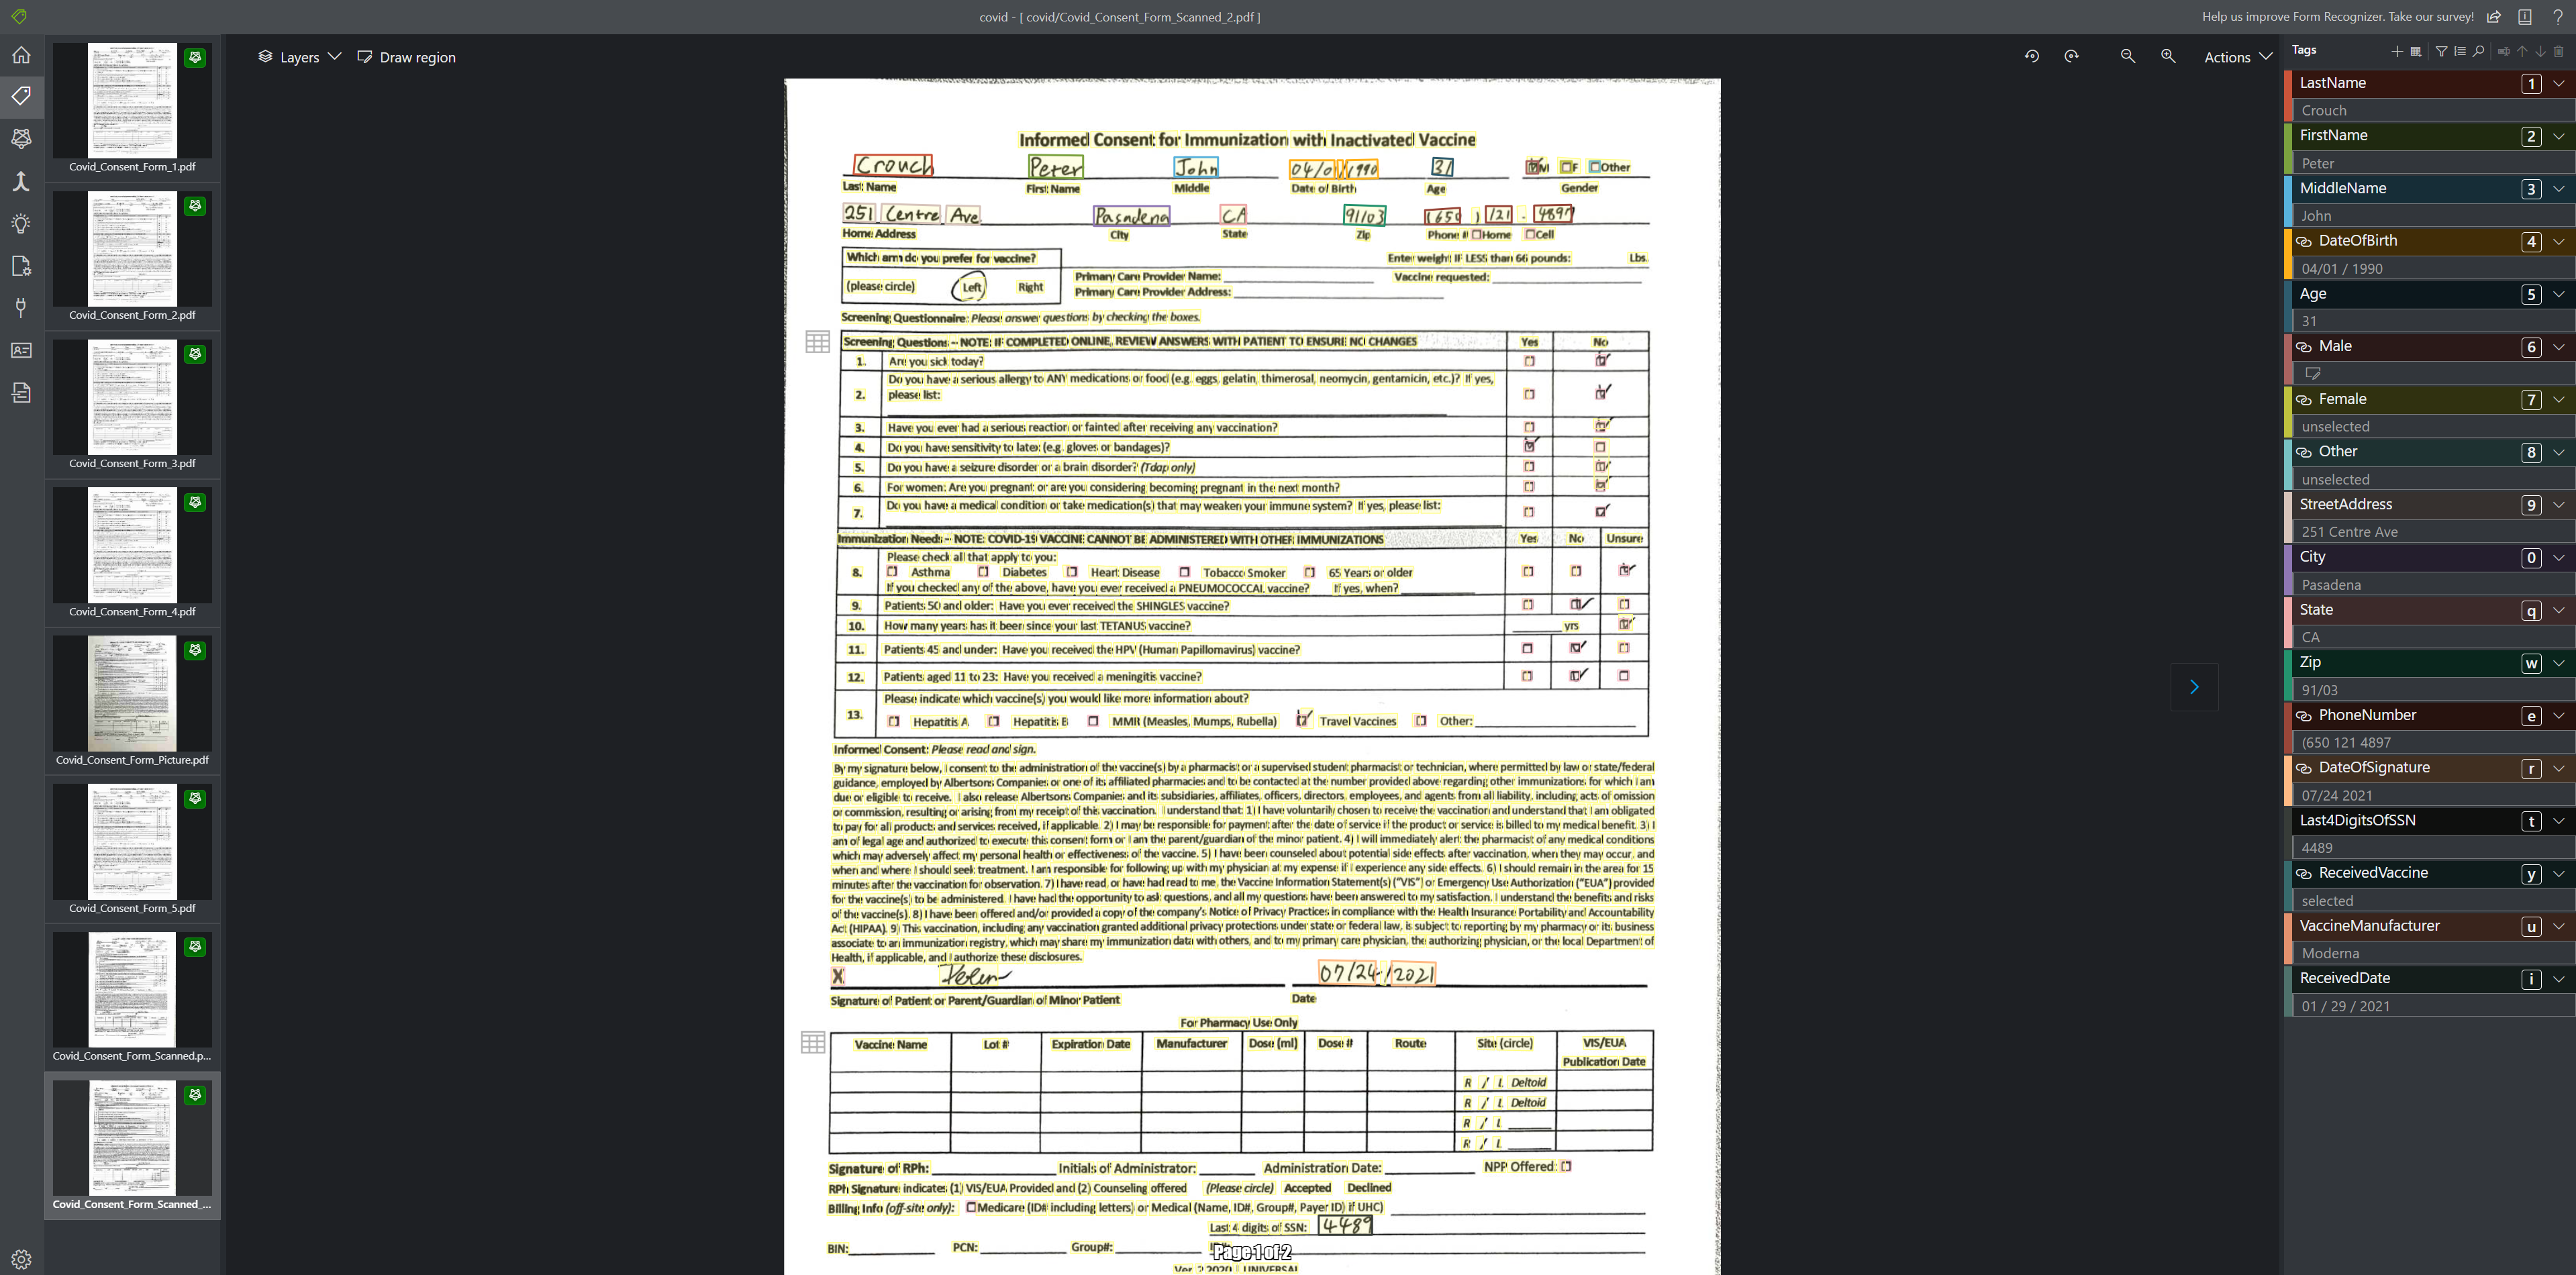 covid - [ covid/Covid_Consent_Form_Scanned_2.pdf ]
Help us improve Form Recognizer. Take our survey!
Covid_Consent_Form_1.pdf
Covid_Consent_Form_2.pdf
Covid_Consent_Form_3.pdf
Covid_Consent_Form_4.pdf
Covid_Consent_Form_Picture.pdf
Covid_Consent_Form_5.pdf
Covid_Consent_Form_Scanned.p...
Covid_Consent_Form_Scanned_...
Layers Draw region Actions
Informed Consent for Immunization with Inactivated Vaccine
Crouch Peter John 04/01/1990 31 M F Other
Last Name First Name Middle Date of Birth Age Gender
251 Centre Ave. Pasadena CA 91103 (650) 121 - 4897
Home Address City State Zip Phone # Home Cell
Which arm do you prefer for vaccine? Enter weight IF LESS than 66 pounds: Lbs.
(please circle) Left Right Primary Care Provider Name: Vaccine requested:
Primary Care Provider Address:
Screening Questionnaire: Please answer questions by checking the boxes.
Screening Questions -- NOTE: IF COMPLETED ONLINE, REVIEW ANSWERS WITH PATIENT TO ENSURE NO CHANGES Yes No
1. Are you sick today?
2. Do you have a serious allergy to ANY medications or food (e.g. eggs, gelatin, thimerosal, neomycin, gentamicin, etc.)? If yes,
please list:
3. Have you ever had a serious reaction or fainted after receiving any vaccination?
4. Do you have sensitivity to latex (e.g. gloves or bandages)?
5. Do you have a seizure disorder or a brain disorder? (Tdap only)
6. For women: Are you pregnant or are you considering becoming pregnant in the next month?
7. Do you have a medical condition or take medication(s) that may weaken your immune system? If yes, please list:
Immunization Needs -- NOTE: COVID-19 VACCINE CANNOT BE ADMINISTERED WITH OTHER IMMUNIZATIONS Yes No Unsure
8. Please check all that apply to you:
Asthma Diabetes Heart Disease Tobacco Smoker 65 Years or older
If you checked any of the above, have you ever received a PNEUMOCOCCAL vaccine? If yes, when?
9. Patients 50 and older: Have you ever received the SHINGLES vaccine?
10. How many years has it been since your last TETANUS vaccine? yrs
11. Patients 45 and under: Have you received the HPV (Human Papillomavirus) vaccine?
12. Patients aged 11 to 23: Have you received a meningitis vaccine?
13. Please indicate which vaccine(s) you would like more information about?
Hepatitis A Hepatitis B MMR (Measles, Mumps, Rubella) Travel Vaccines Other:
Informed Consent: Please read and sign.
By my signature below, I consent to the administration of the vaccine(s) by a pharmacist or a supervised student pharmacist or technician, where permitted by law or state/federal
guidance, employed by Albertsons Companies or one of its affiliated pharmacies and to be contacted at the number provided above regarding other immunizations for which I am
due or eligible to receive. I also release Albertsons Companies and its subsidiaries, affiliates, officers, directors, employees, and agents from all liability, including acts of omission
or commission, resulting or arising from my receipt of this vaccination. I understand that: 1) I have voluntarily chosen to receive the vaccination and understand that I am obligated
to pay for all products and services received, if applicable. 2) I may be responsible for payment after the date of service if the product or service is billed to my medical benefit. 3) I
am of legal age and authorized to execute this consent form or I am the parent/guardian of the minor patient. 4) I will immediately alert the pharmacist of any medical conditions
which may adversely affect my personal health or effectiveness of the vaccine. 5) I have been counseled about potential side effects after vaccination, when they may occur, and
when and where I should seek treatment. I am responsible for following up with my physician at my expense if I experience any side effects. 6) I should remain in the area for 15
minutes after the vaccination for observation. 7) I have read, or have had read to me, the Vaccine Information Statement(s) ("VIS") or Emergency Use Authorization ("EUA") provided
for the vaccine(s) to be administered. I have had the opportunity to ask questions, and all my questions have been answered to my satisfaction. I understand the benefits and risks
of the vaccine(s). 8) I have been offered and/or provided a copy of the company's Notice of Privacy Practices in compliance with the Health Insurance Portability and Accountability
Act (HIPAA). 9) This vaccination, including any vaccination granted additional privacy protections under state or federal law, is subject to reporting by my pharmacy or its business
associate to an immunization registry, which may share my immunization data with others, and to my primary care physician, the authorizing physician, or the local Department of
Health, if applicable, and I authorize these disclosures.
X 07/24/2021
Signature of Patient or Parent/Guardian of Minor Patient Date
For Pharmacy Use Only
Vaccine Name Lot # Expiration Date Manufacturer Dose (ml) Dose # Route Site (circle) VIS/EUA
Publication Date
R / L Deltoid
R / L Deltoid
R / L
R / L
Signature of RPh: Initials of Administrator: Administration Date: NPP Offered:
RPh Signature indicates (1) VIS/EUA Provided and (2) Counseling offered (Please circle) Accepted Declined
Billing Info (off-site only): Medicare (ID# including letters) or Medical (Name, ID#, Group#, Payer ID) if UHC)
Last 4 digits of SSN: 4489
BIN: PCN: Group#:
Page 1 of 2
Ver. 2 2020 | UNIVERSAL
Tags
LastName 1
Crouch
FirstName 2
Peter
MiddleName 3
John
DateOfBirth 4
04/01 / 1990
Age 5
31
Male 6
Female 7
unselected
Other 8
unselected
StreetAddress 9
251 Centre Ave
City 0
Pasadena
State q
CA
Zip w
91/03
PhoneNumber e
(650 121 4897
DateOfSignature r
07/24 2021
Last4DigitsOfSSN t
4489
ReceivedVaccine y
selected
VaccineManufacturer u
Moderna
ReceivedDate i
01 / 29 / 2021